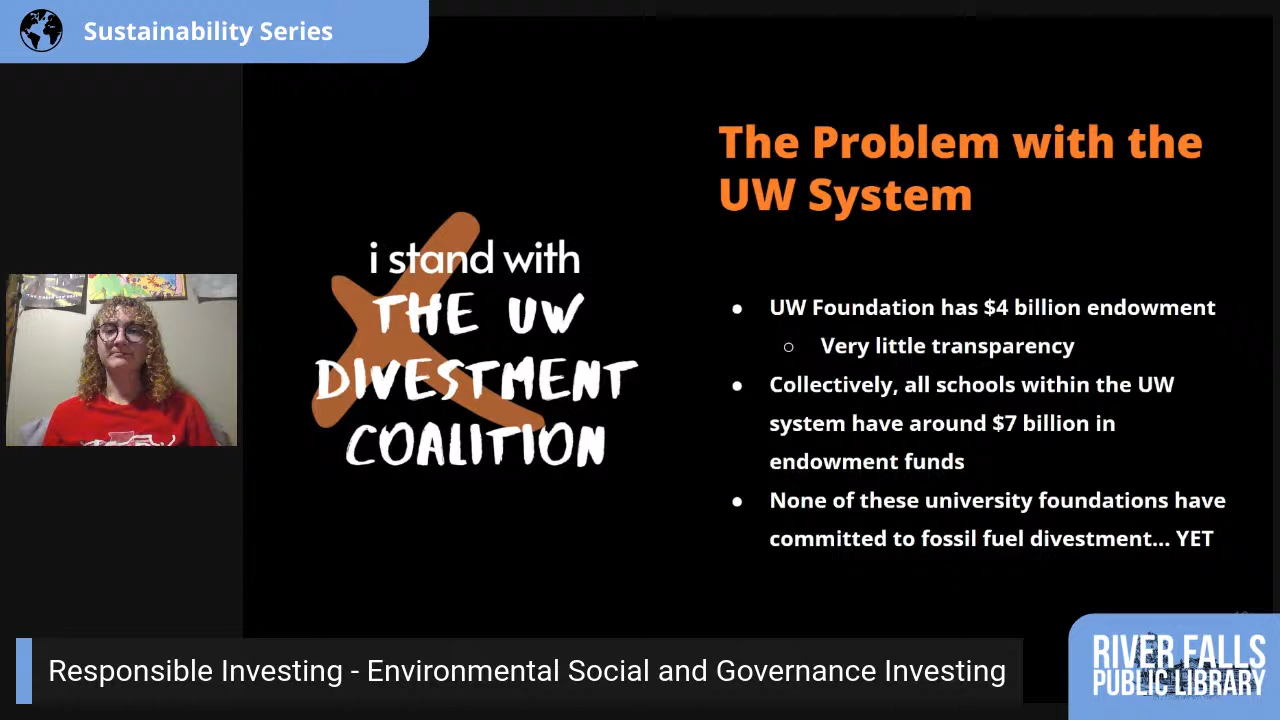 Sustainability Series
The Problem with the
UW System
i stand with
THE UW
DIVESTMENT
COALITION
● UW Foundation has $4 billion endowment
○ Very little transparency
● Collectively, all schools within the UW
system have around $7 billion in
endowment funds
● None of these university foundations have
committed to fossil fuel divestment... YET
Responsible Investing - Environmental Social and Governance Investing
RIVER FALLS
PUBLIC LIBRARY